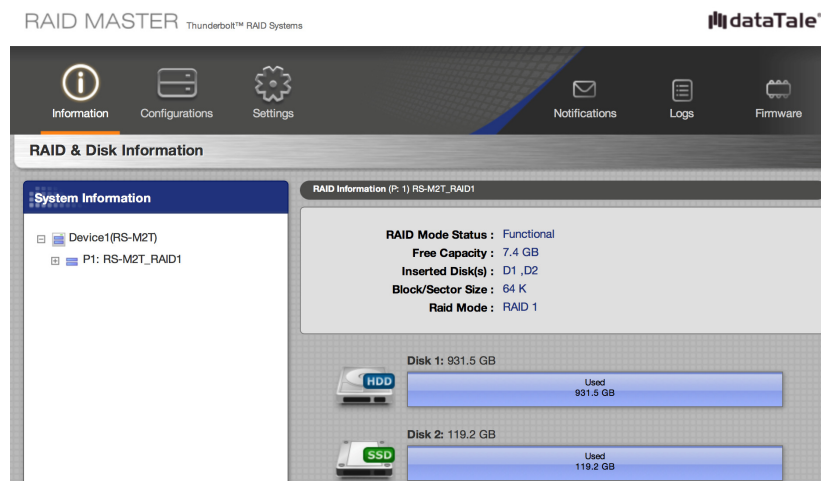 RAID MASTER Thunderbolt™ RAID Systems
dataTale
Information
Configurations
Settings
Notifications
Logs
Firmware
RAID & Disk Information
System Information
Device1(RS-M2T)
P1: RS-M2T_RAID1
RAID Information (P: 1) RS-M2T_RAID1
RAID Mode Status : Functional
Free Capacity : 7.4 GB
Inserted Disk(s) : D1 ,D2
Block/Sector Size : 64 K
Raid Mode : RAID 1
Disk 1: 931.5 GB
HDD
Used
931.5 GB
Disk 2: 119.2 GB
SSD
Used
119.2 GB